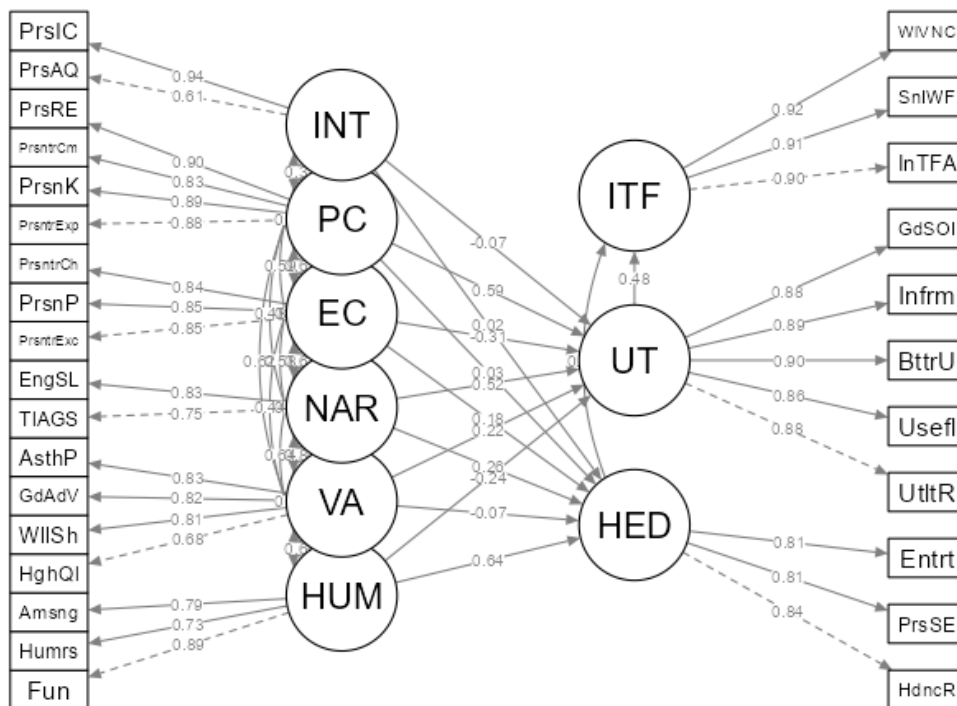 PrsIC
PrsAQ
PrsRE
PrsntrCm
PrsnK
PrsntrExp
PrsntrCh
PrsnP
PrsntrExc
EngSL
TlAGS
AsthP
GdAdV
WllSh
HghQl
Amsng
Humrs
Fun
0.94
0.61
0.90
0.83
0.89
0.88
0.84
0.85
0.85
0.83
0.75
0.83
0.82
0.81
0.68
0.79
0.73
0.89
INT
PC
EC
NAR
VA
HUM
-0.07
0.59
0.02
-0.31
0.03
0.52
0.18
0.22
0.26
-0.24
-0.07
0.64
ITF
UT
HED
0.48
0.92
0.91
0.90
0.88
0.89
0.90
0.86
0.88
0.81
0.81
0.84
WIVNC
SnIWF
InTFA
GdSOI
Infrm
BttrU
Usefl
UtltR
Entrt
PrsSE
HdncR